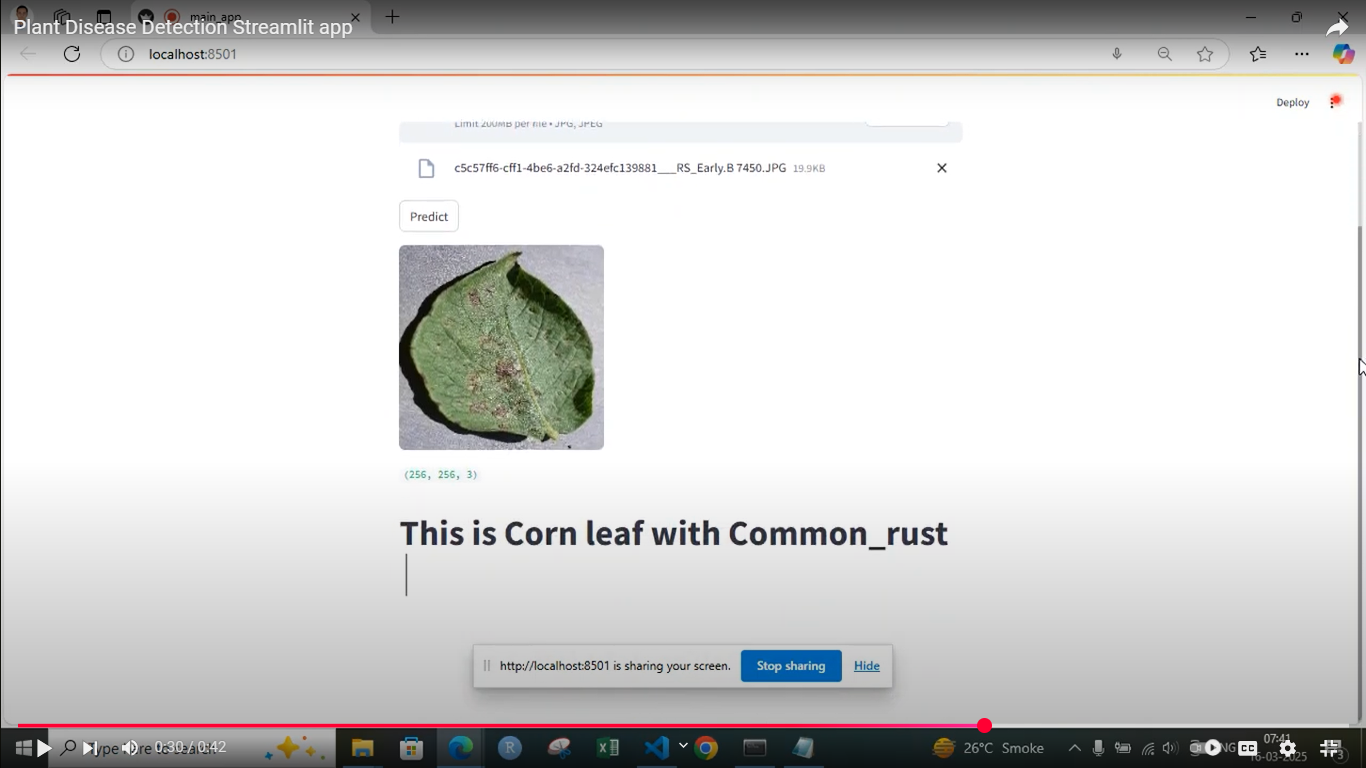 main_app
Plant Disease Detection Streamlit app
localhost:8501
Deploy
Limit 200MB per file • JPG, JPEG
c5c57ff6-cff1-4be6-a2fd-324efc139881___RS_Early.B 7450.JPG 19.9KB
Predict
(256, 256, 3)
This is Corn leaf with Common_rust
http://localhost:8501 is sharing your screen. Stop sharing Hide
Type here to search
0:30 / 0:42
26°C Smoke
ENG
CC
07:41
16-03-2025